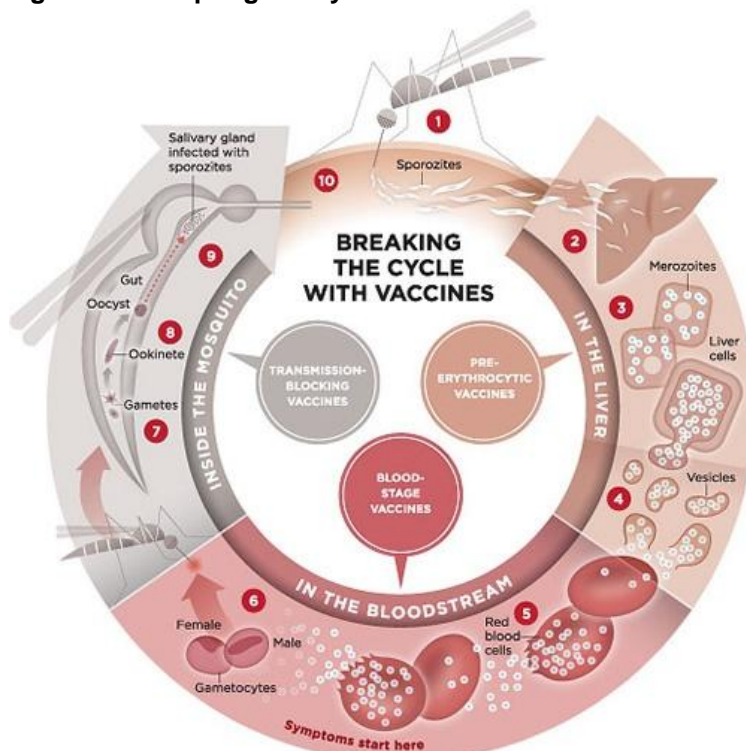 1
Salivary gland
infected with
sporozites
10
Sporozites
BREAKING
THE CYCLE
WITH VACCINES
2
Merozoites
3
Liver
cells
9
Gut
Oocyst
8
Ookinete
Gametes
7
INSIDE THE MOSQUITO
TRANSMISSION-
BLOCKING
VACCINES
PRE-
ERYTHROCYTIC
VACCINES
IN THE LIVER
BLOOD-
STAGE
VACCINES
Vesicles
4
IN THE BLOODSTREAM
5
Red
blood
cells
6
Female
Male
Gametocytes
Symptoms start here